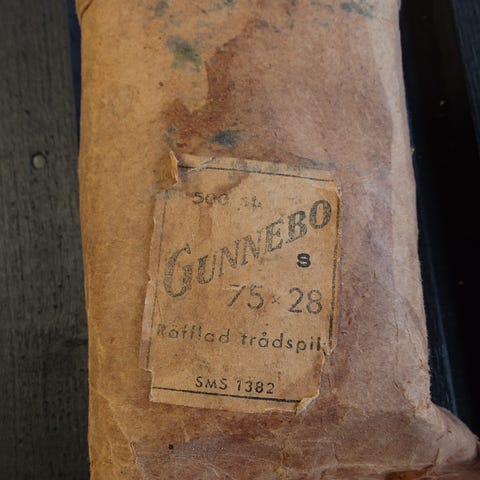 500 st.
GUNNEBO
S
75 × 28
Räfflad trådspik
SMS 1382